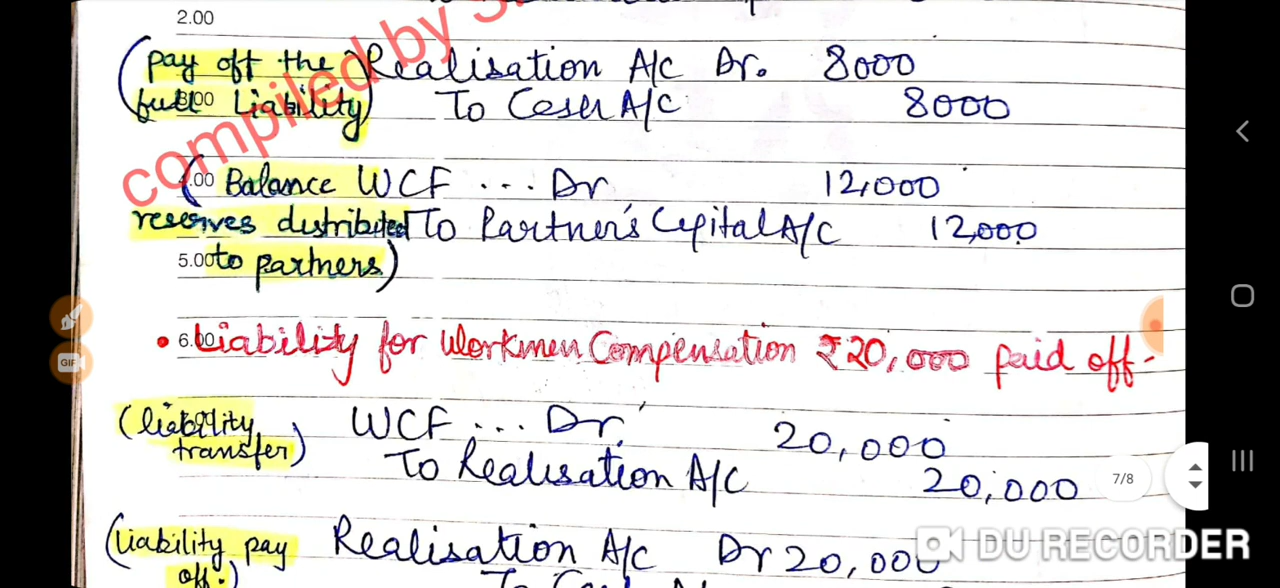 2.00
(pay off the Realisation A/c Dr. 8000
full Liability) To Cash A/c 8000
compiled by S
4.00
(Balance WCF ... Dr 12,000
reserves distributed To Partner's Capital A/c 12,000
5.00 to partners)
6.00
• Liability for Workmen Compensation ₹20,000 paid off -
(liability WCF ... Dr. 20,000
transfer) To Realisation A/c 20,000
7/8
(liability pay Realisation A/c Dr 20,000
off.)
GIF
DU RECORDER